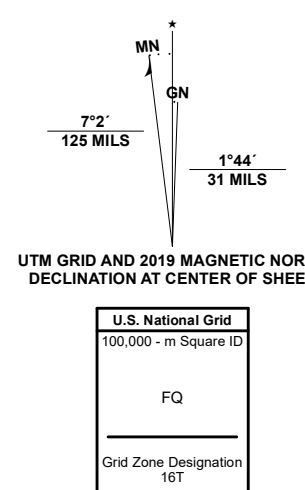 MN
GN
7°2´
125 MILS
1°44´
31 MILS
UTM GRID AND 2019 MAGNETIC NOR
DECLINATION AT CENTER OF SHEE
U.S. National Grid
100,000 - m Square ID
FQ
Grid Zone Designation
16T